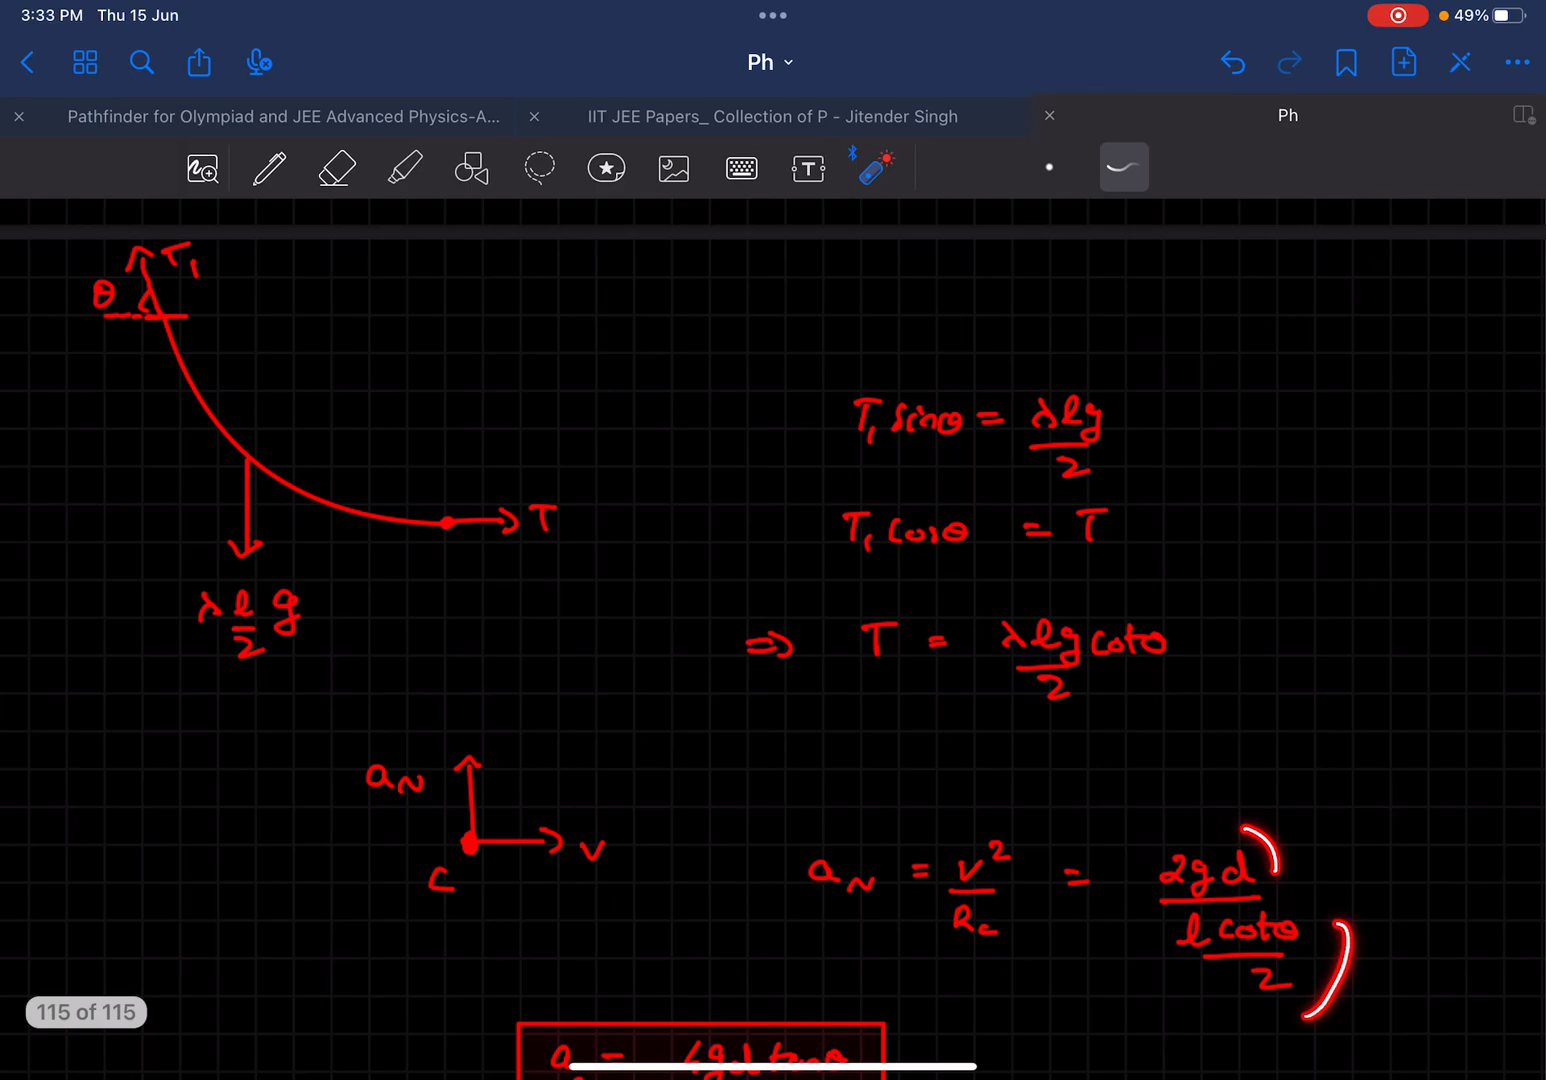 3:33 PM Thu 15 Jun
49%
Ph
Pathfinder for Olympiad and JEE Advanced Physics-A...
IIT JEE Papers_ Collection of P - Jitender Singh
Ph
T
θ T₁
T₁ sinθ = λlg/2
T₁ cosθ = T
T
λ l/2 g
⇒ T = λlg cotθ/2
a_N
v
C
a_N = v²/R_c = 2gd/(l cotθ/2)
115 of 115